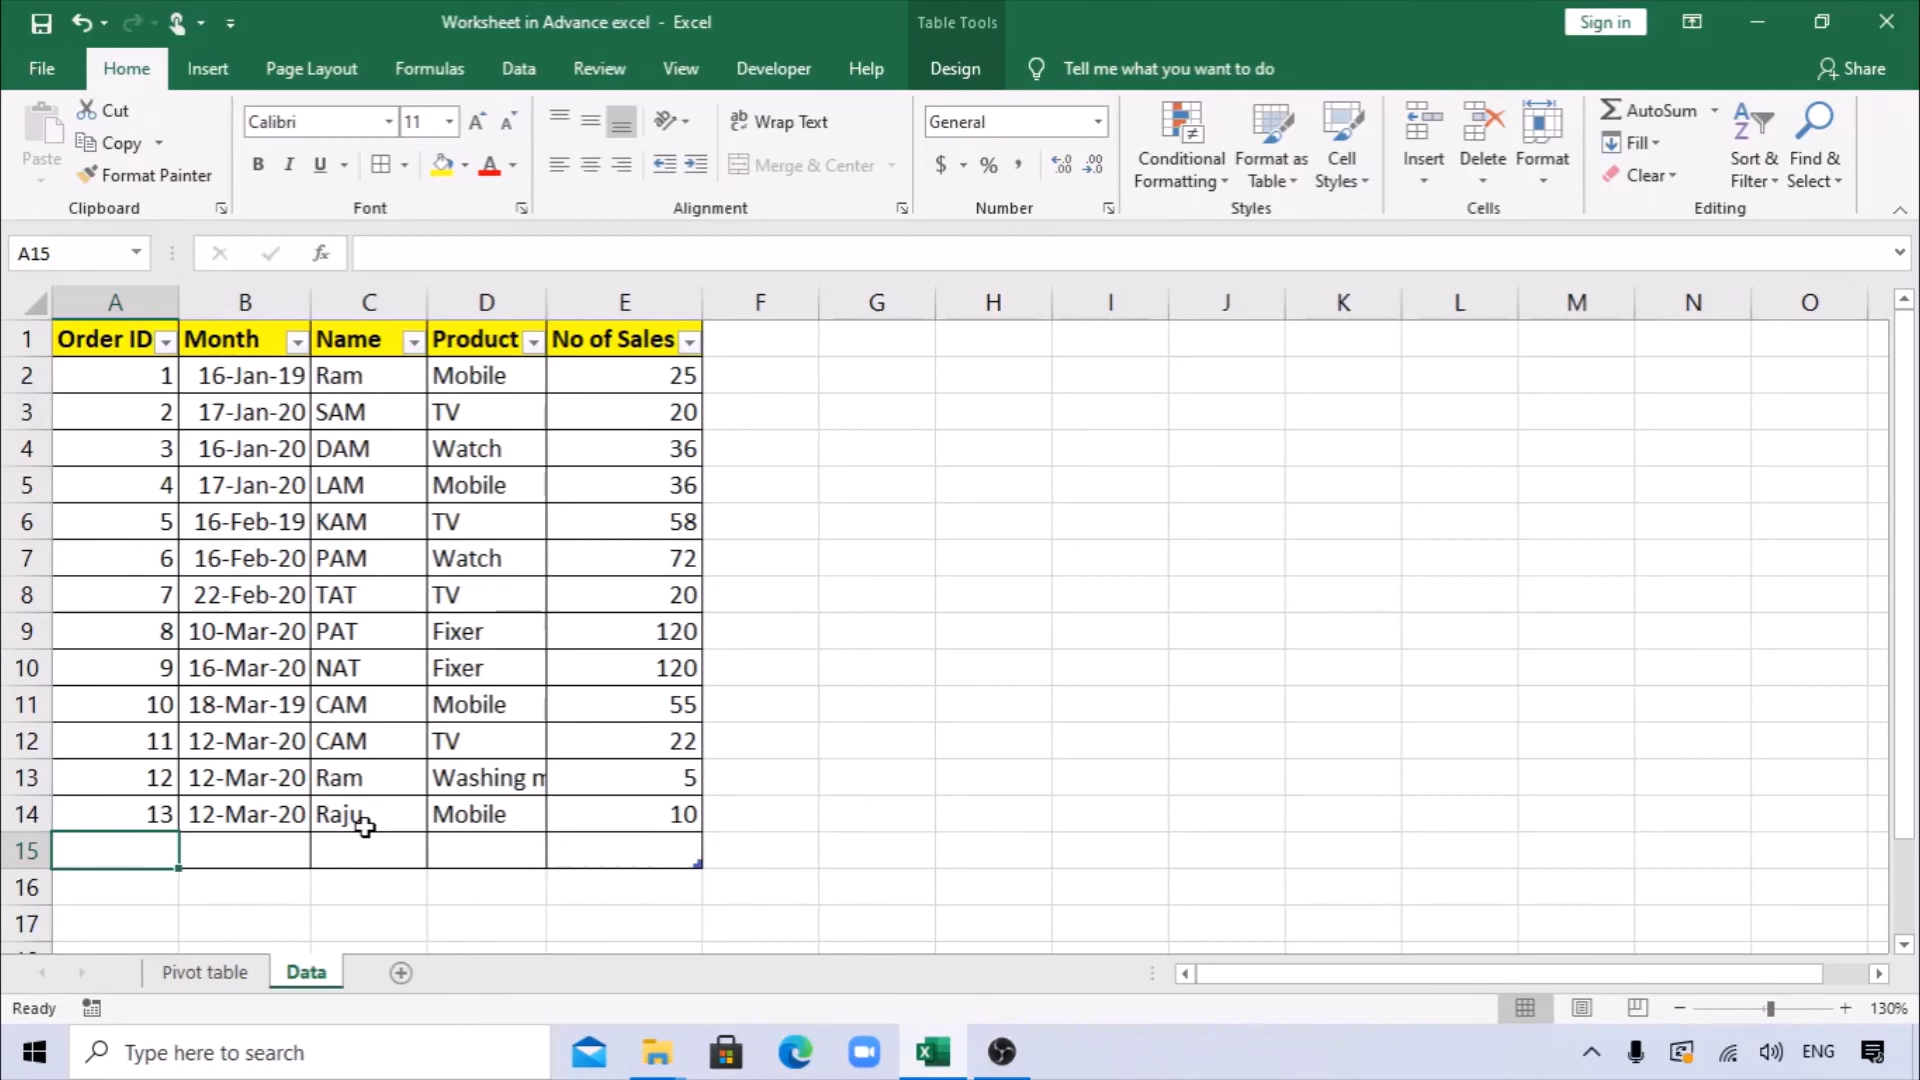 Worksheet in Advance excel - Excel
Table Tools
Sign in
File Home Insert Page Layout Formulas Data Review View Developer Help Design Tell me what you want to do Share
Cut
Copy
Format Painter
Paste
Clipboard
Calibri 11
B I U A
Font
Wrap Text
Merge & Center
Alignment
General
$ % ,
Number
Conditional Formatting
Format as Table
Cell Styles
Styles
Insert Delete Format
Cells
AutoSum
Fill
Clear
Sort & Filter
Find & Select
Editing
A15 fx
A B C D E F G H I J K L M N O
1 Order ID Month Name Product No of Sales
2 1 16-Jan-19 Ram Mobile 25
3 2 17-Jan-20 SAM TV 20
4 3 16-Jan-20 DAM Watch 36
5 4 17-Jan-20 LAM Mobile 36
6 5 16-Feb-19 KAM TV 58
7 6 16-Feb-20 PAM Watch 72
8 7 22-Feb-20 TAT TV 20
9 8 10-Mar-20 PAT Fixer 120
10 9 16-Mar-20 NAT Fixer 120
11 10 18-Mar-19 CAM Mobile 55
12 11 12-Mar-20 CAM TV 22
13 12 12-Mar-20 Ram Washing m 5
14 13 12-Mar-20 Raju Mobile 10
15
16
17
Pivot table Data
Ready 130%
Type here to search ENG